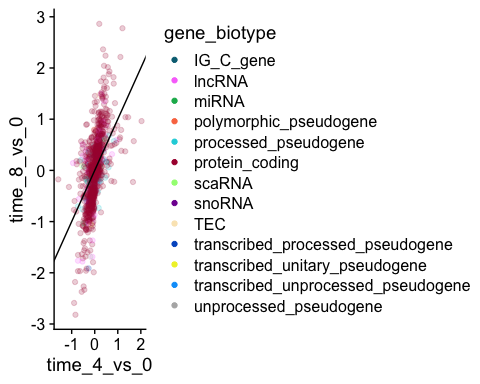 gene_biotype
IG_C_gene
lncRNA
miRNA
polymorphic_pseudogene
processed_pseudogene
protein_coding
scaRNA
snoRNA
TEC
transcribed_processed_pseudogene
transcribed_unitary_pseudogene
transcribed_unprocessed_pseudogene
unprocessed_pseudogene
time_8_vs_0
3
2
1
0
-1
-2
-3
-1 0 1 2
time_4_vs_0